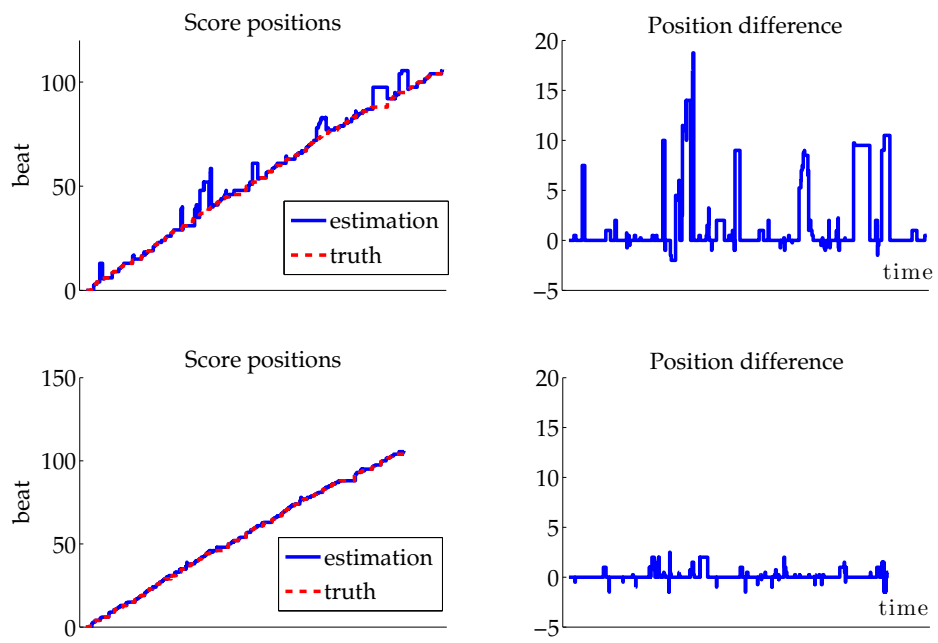 Score positions
100
50
0
beat
estimation
truth
Position difference
20
15
10
5
0
−5
time
Score positions
150
100
50
0
beat
estimation
truth
Position difference
20
15
10
5
0
−5
time